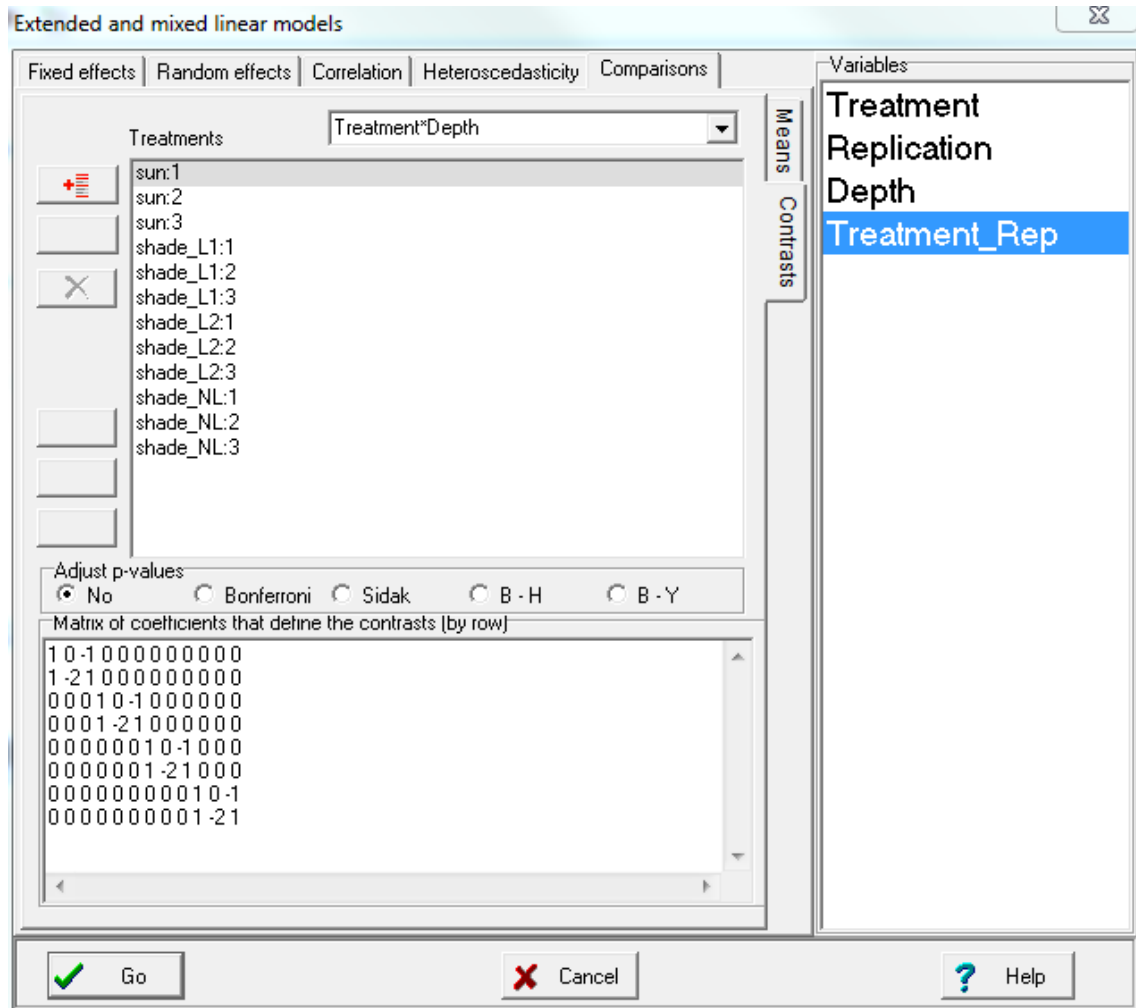 Extended and mixed linear models
Fixed effects Random effects Correlation Heteroscedasticity Comparisons
Treatments Treatment*Depth
sun:1
sun:2
sun:3
shade_L1:1
shade_L1:2
shade_L1:3
shade_L2:1
shade_L2:2
shade_L2:3
shade_NL:1
shade_NL:2
shade_NL:3
Means
Contrasts
Adjust p-values
No Bonferroni Sidak B - H B - Y
Matrix of coefficients that define the contrasts (by row)
1 0 -1 0 0 0 0 0 0 0 0 0
1 -2 1 0 0 0 0 0 0 0 0 0
0 0 0 1 0 -1 0 0 0 0 0 0
0 0 0 1 -2 1 0 0 0 0 0 0
0 0 0 0 0 0 1 0 -1 0 0 0
0 0 0 0 0 0 1 -2 1 0 0 0
0 0 0 0 0 0 0 0 0 1 0 -1
0 0 0 0 0 0 0 0 0 1 -2 1
Variables
Treatment
Replication
Depth
Treatment_Rep
Go Cancel ? Help